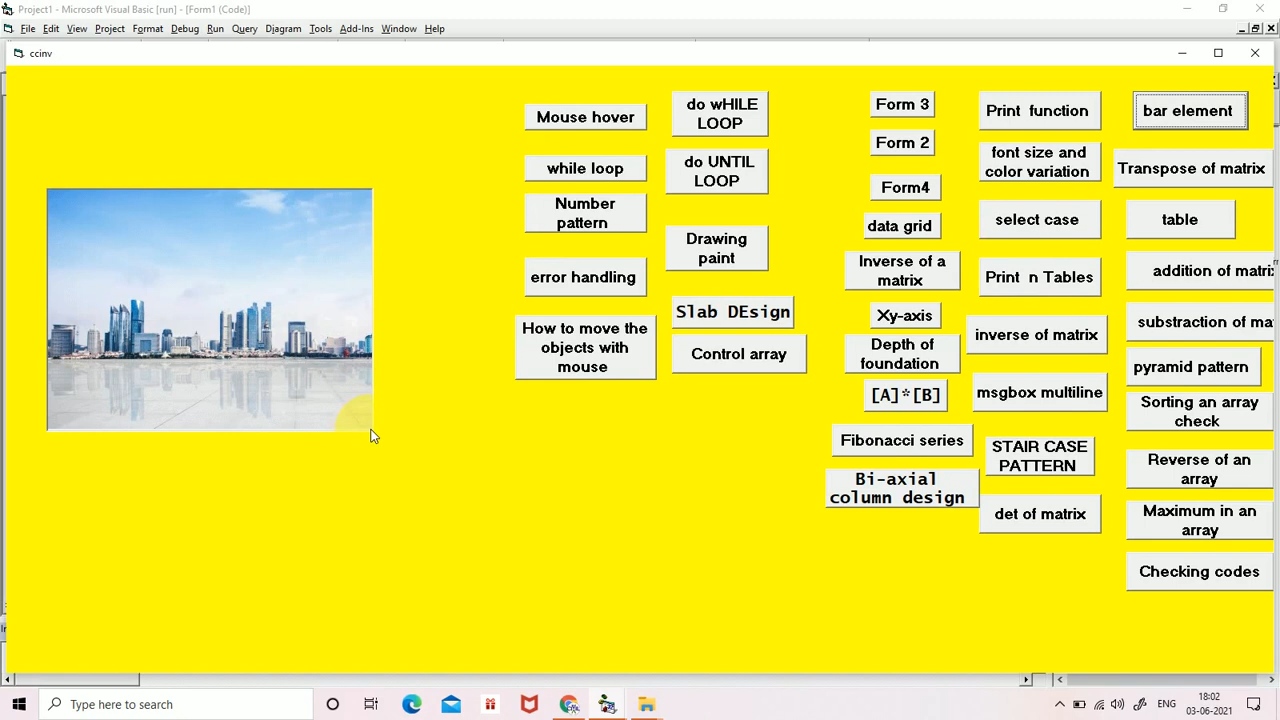 Project1 - Microsoft Visual Basic [run] - [Form1 (Code)]
File Edit View Project Format Debug Run Query Diagram Tools Add-Ins Window Help
ccinv
Mouse hover
while loop
Number
pattern
error handling
How to move the
objects with
mouse
do wHILE
LOOP
do UNTIL
LOOP
Drawing
paint
Slab DEsign
Control array
Form 3
Form 2
Form4
data grid
Inverse of a
matrix
Xy-axis
Depth of
foundation
[A]*[B]
Fibonacci series
Bi-axial
column design
Print function
font size and
color variation
select case
Print n Tables
inverse of matrix
msgbox multiline
STAIR CASE
PATTERN
det of matrix
bar element
Transpose of matrix
table
addition of matri
substraction of ma
pyramid pattern
Sorting an array
check
Reverse of an
array
Maximum in an
array
Checking codes
Type here to search
ENG
18:02
03-06-2021